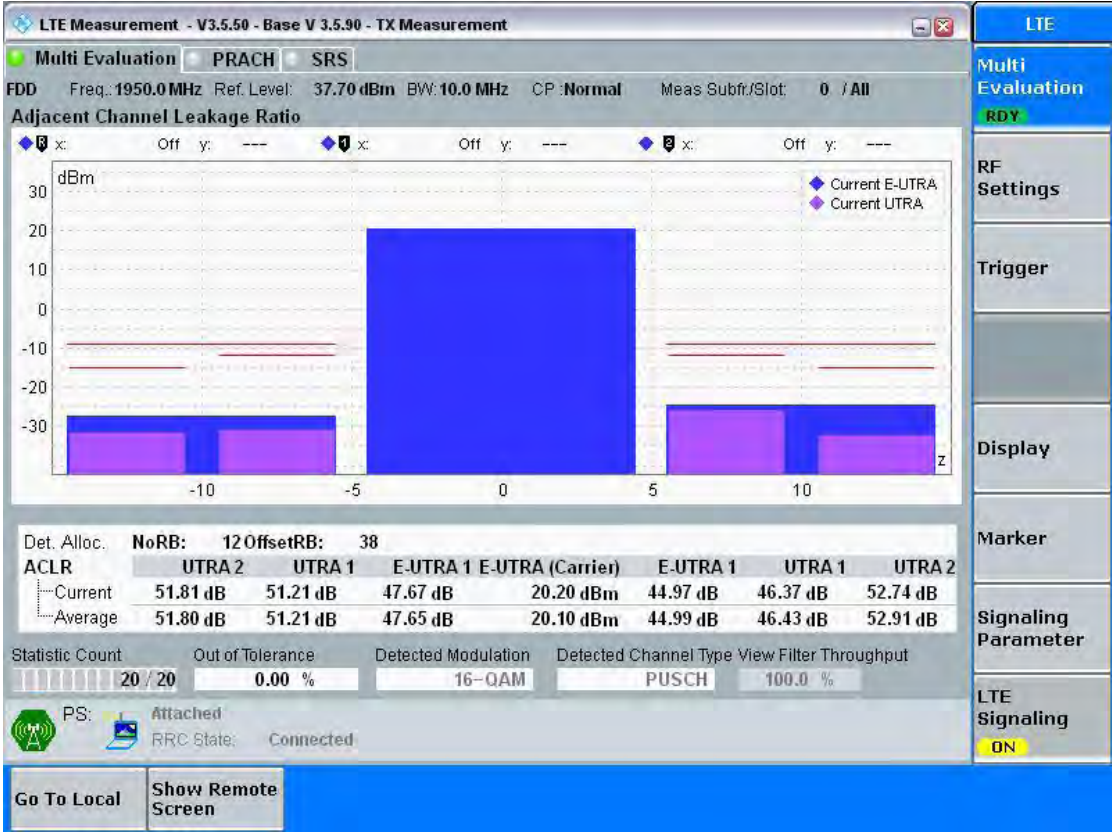 LTE Measurement - V3.5.50 - Base V 3.5.90 - TX Measurement
LTE
Multi Evaluation PRACH SRS
FDD Freq.: 1950.0 MHz Ref. Level: 37.70 dBm BW: 10.0 MHz CP : Normal Meas Subfr./Slot: 0 / All
Adjacent Channel Leakage Ratio
R x: Off y: --- 1 x: Off y: --- 2 x: Off y: ---
dBm
Current E-UTRA
Current UTRA
30
20
10
0
-10
-20
-30
z
-10 -5 0 5 10
Det. Alloc. NoRB: 12 OffsetRB: 38
ACLR UTRA 2 UTRA 1 E-UTRA 1 E-UTRA (Carrier) E-UTRA 1 UTRA 1 UTRA 2
Current 51.81 dB 51.21 dB 47.67 dB 20.20 dBm 44.97 dB 46.37 dB 52.74 dB
Average 51.80 dB 51.21 dB 47.65 dB 20.10 dBm 44.99 dB 46.43 dB 52.91 dB
Statistic Count Out of Tolerance Detected Modulation Detected Channel Type View Filter Throughput
20 / 20 0.00 % 16-QAM PUSCH 100.0 %
PS: Attached
RRC State: Connected
Multi
Evaluation
RDY
RF
Settings
Trigger
Display
Marker
Signaling
Parameter
LTE
Signaling
ON
Go To Local
Show Remote
Screen